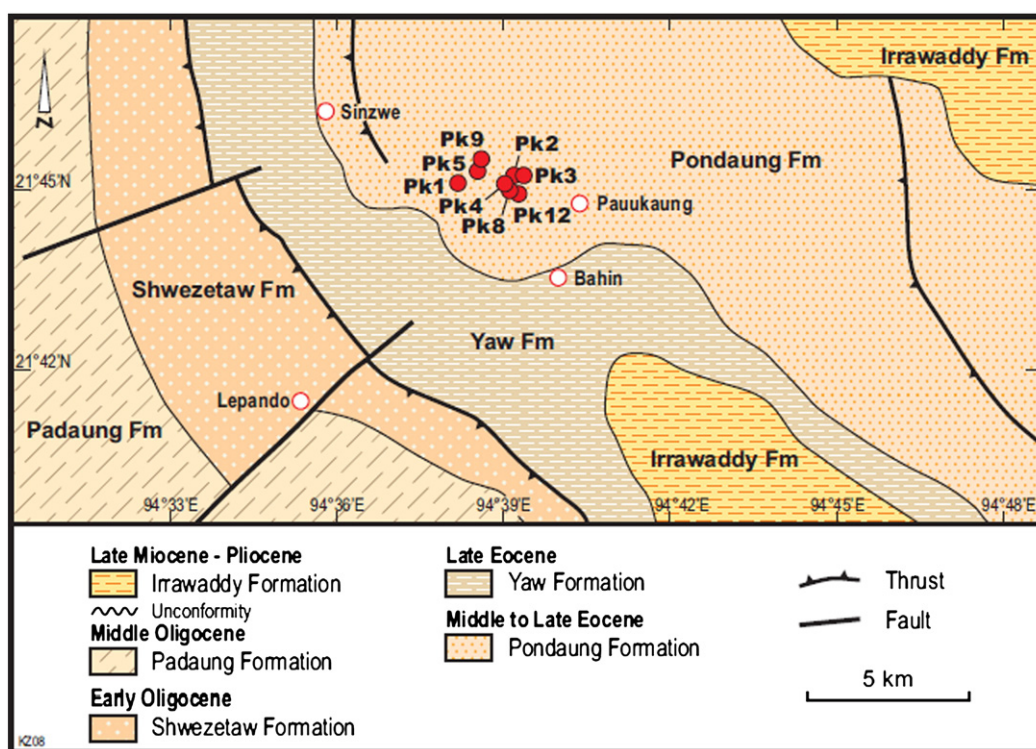 Irrawaddy Fm
Z
Sinzwe
Pk9
Pk2
Pk5
Pondaung Fm
21°45'N
Pk1
Pk3
Pk4
Pauukaung
Pk8
Pk12
Bahin
Shwezetaw Fm
Yaw Fm
21°42'N
Lepando
Padaung Fm
Irrawaddy Fm
94°33'E
94°36'E
94°39'E
94°42'E
94°45'E
94°48'E
Late Miocene - Pliocene
Irrawaddy Formation
Unconformity
Middle Oligocene
Padaung Formation
Early Oligocene
Shwezetaw Formation
Late Eocene
Yaw Formation
Middle to Late Eocene
Pondaung Formation
Thrust
Fault
5 km
KZ08